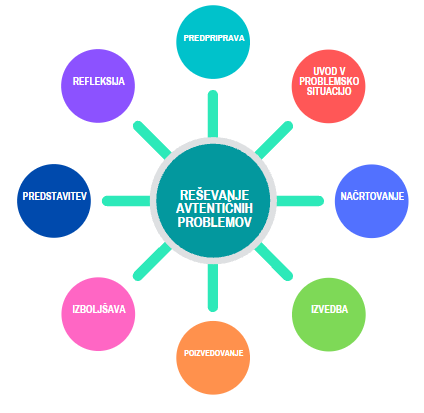 PREDPRIPRAVA
UVOD V
PROBLEMSKO
SITUACIJO
NAČRTOVANJE
IZVEDBA
POIZVEDOVANJE
IZBOLJŠAVA
PREDSTAVITEV
REFLEKSIJA
REŠEVANJE
AVTENTIČNIH
PROBLEMOV